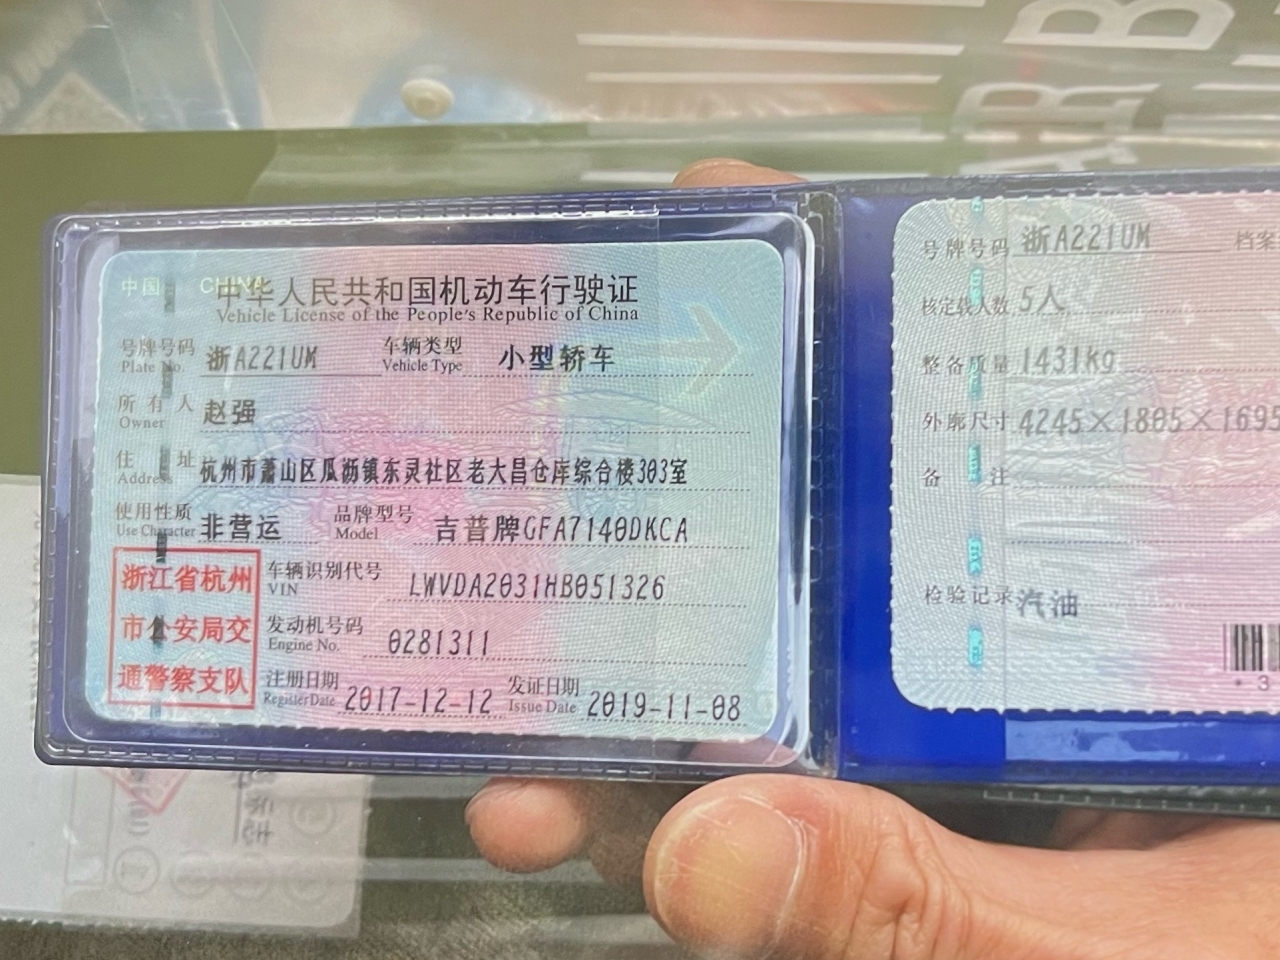 中国 CHINA
中华人民共和国机动车行驶证
Vehicle License of the People's Republic of China
号牌号码 浙A221UM 车辆类型 小型轿车
Plate No. Vehicle Type
所有人 赵强
Owner
住址 杭州市萧山区瓜沥镇东灵社区老大昌仓库综合楼303室
Address
使用性质 非营运 品牌型号 吉普牌GFA7140DKCA
Use Character Model
浙江省杭州
市公安局交
通警察支队
车辆识别代号 LWVDA2031HB051326
VIN
发动机号码 0281311
Engine No.
注册日期 2017-12-12 发证日期 2019-11-08
Register Date Issue Date
号牌号码 浙A221UM 档案
核定载人数 5人
整备质量 1431kg
外廓尺寸 4245×1805×1695
备注
检验记录 汽油
* 3